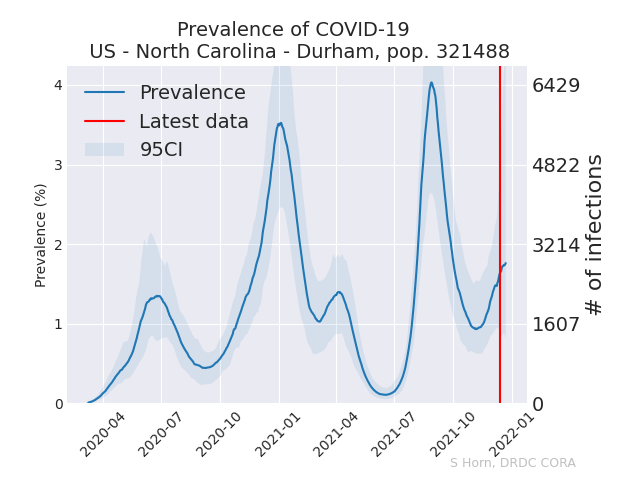 Prevalence of COVID-19
US - North Carolina - Durham, pop. 321488
Prevalence
Latest data
95CI
Prevalence (%)
4
3
2
1
0
6429
4822
3214
1607
0
# of infections
2020-04
2020-07
2020-10
2021-01
2021-04
2021-07
2021-10
2022-01
S Horn, DRDC CORA